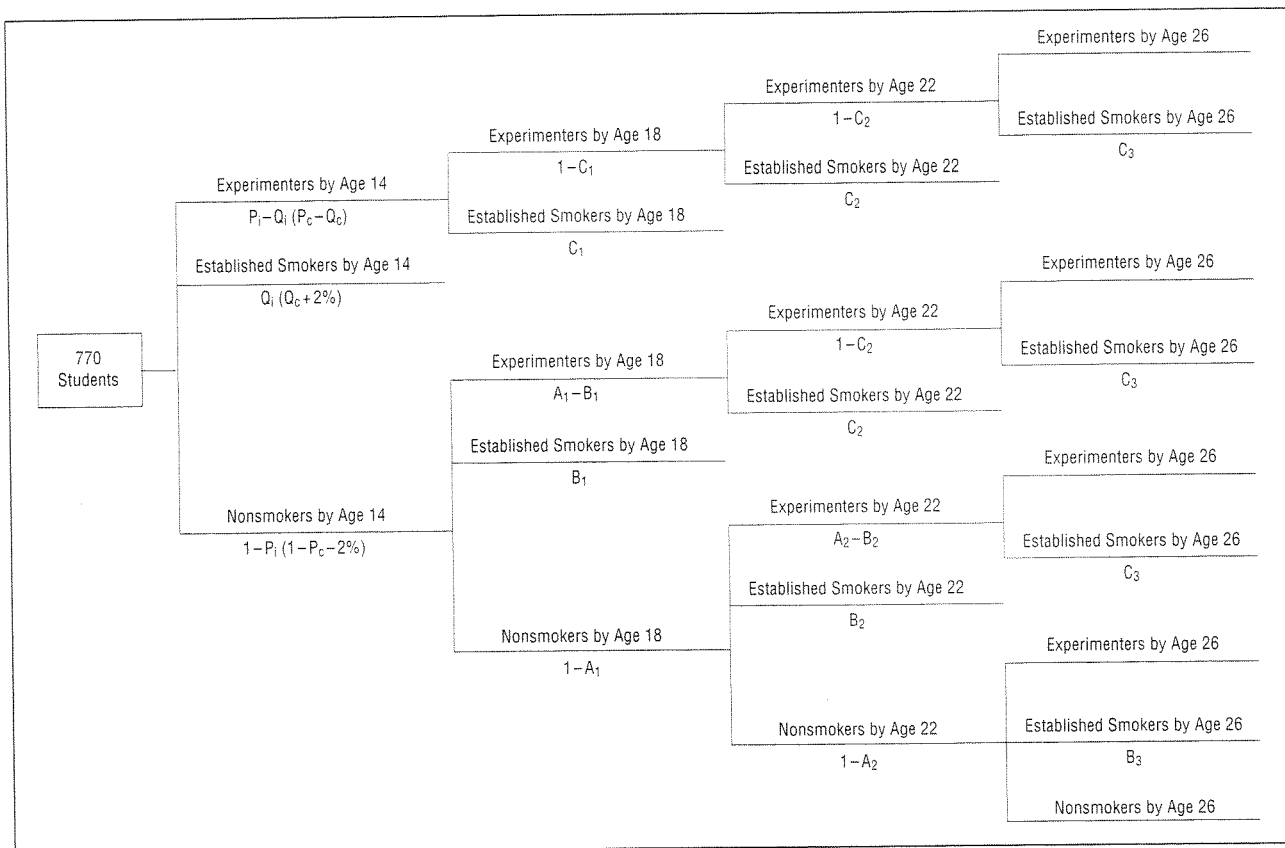 Experimenters by Age 26
Experimenters by Age 22
1–C₂
Established Smokers by Age 26
C₃
Experimenters by Age 18
1–C₁
Established Smokers by Age 22
C₂
Experimenters by Age 14
Pᵢ–Qᵢ (P꜀–Q꜀)
Established Smokers by Age 18
C₁
Established Smokers by Age 14
Qᵢ (Q꜀+2%)
770
Students
Experimenters by Age 26
Experimenters by Age 22
1–C₂
Established Smokers by Age 26
C₃
Experimenters by Age 18
A₁–B₁
Established Smokers by Age 22
C₂
Established Smokers by Age 18
B₁
Nonsmokers by Age 14
1–Pᵢ (1–P꜀–2%)
Experimenters by Age 26
Experimenters by Age 22
A₂–B₂
Established Smokers by Age 26
C₃
Established Smokers by Age 22
B₂
Nonsmokers by Age 18
1–A₁
Experimenters by Age 26
Nonsmokers by Age 22
1–A₂
Established Smokers by Age 26
B₃
Nonsmokers by Age 26